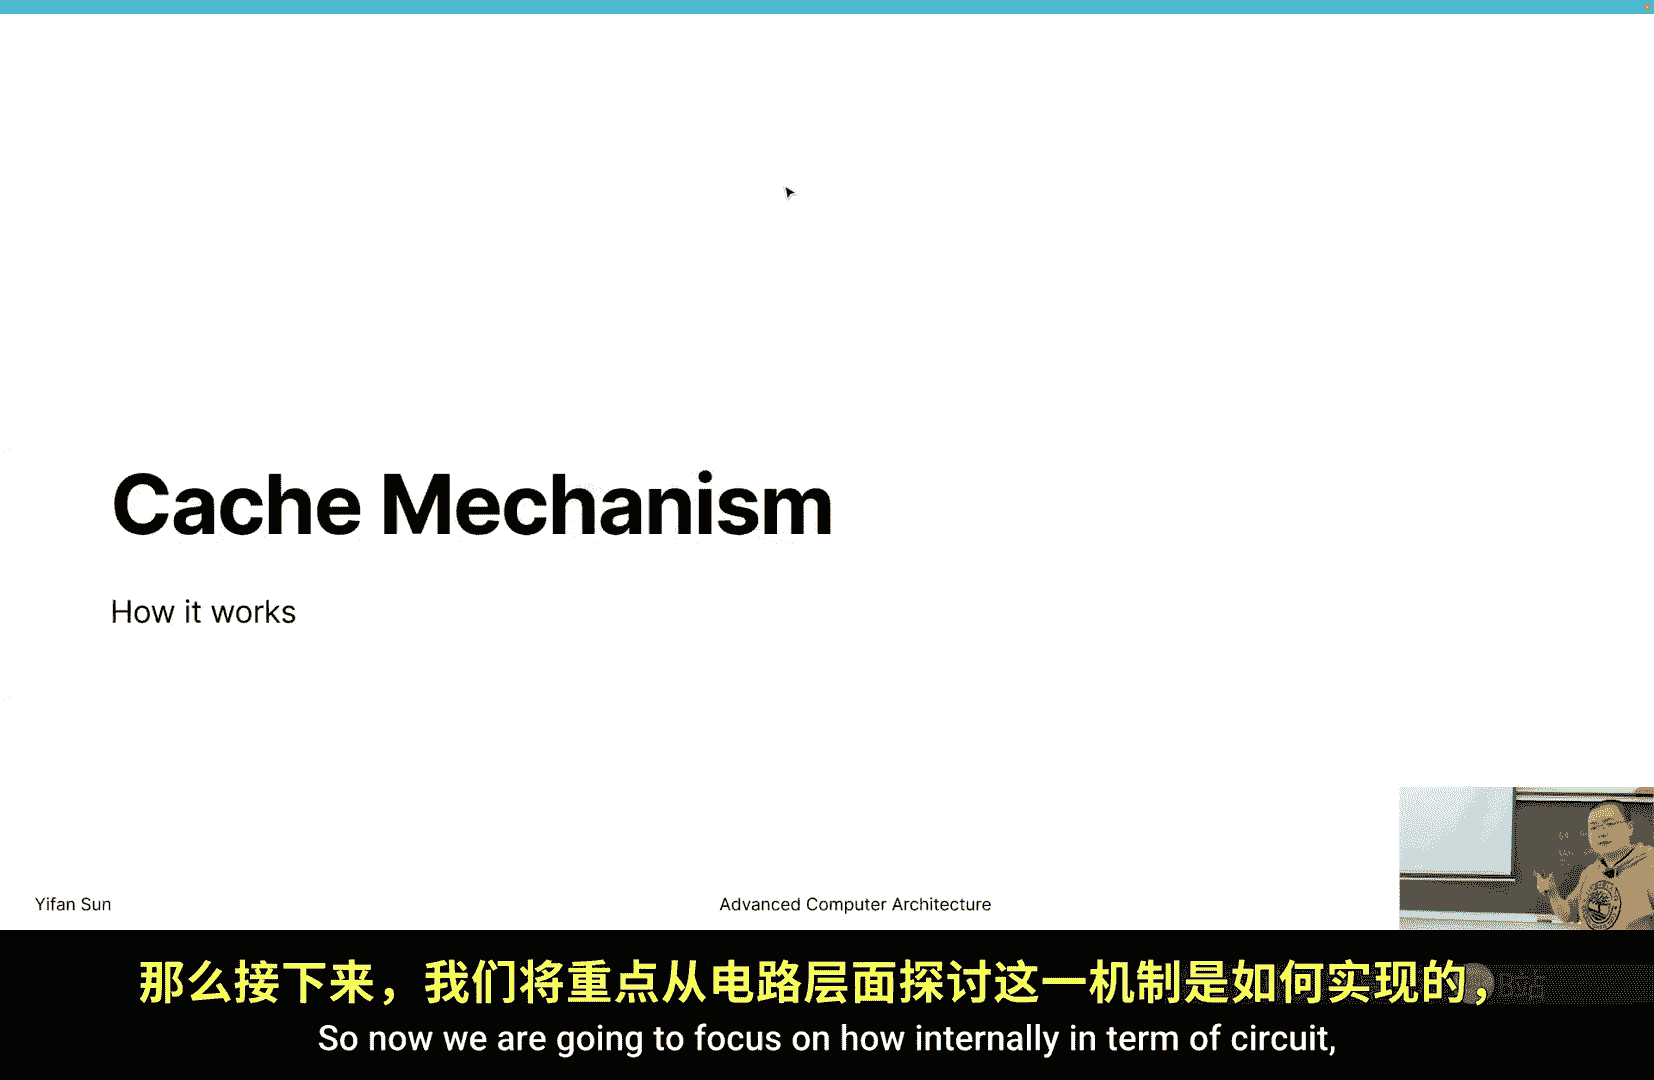 Cache Mechanism
How it works
Yifan Sun
Advanced Computer Architecture
那么接下来，我们将重点从电路层面探讨这一机制是如何实现的，
B站
So now we are going to focus on how internally in term of circuit,